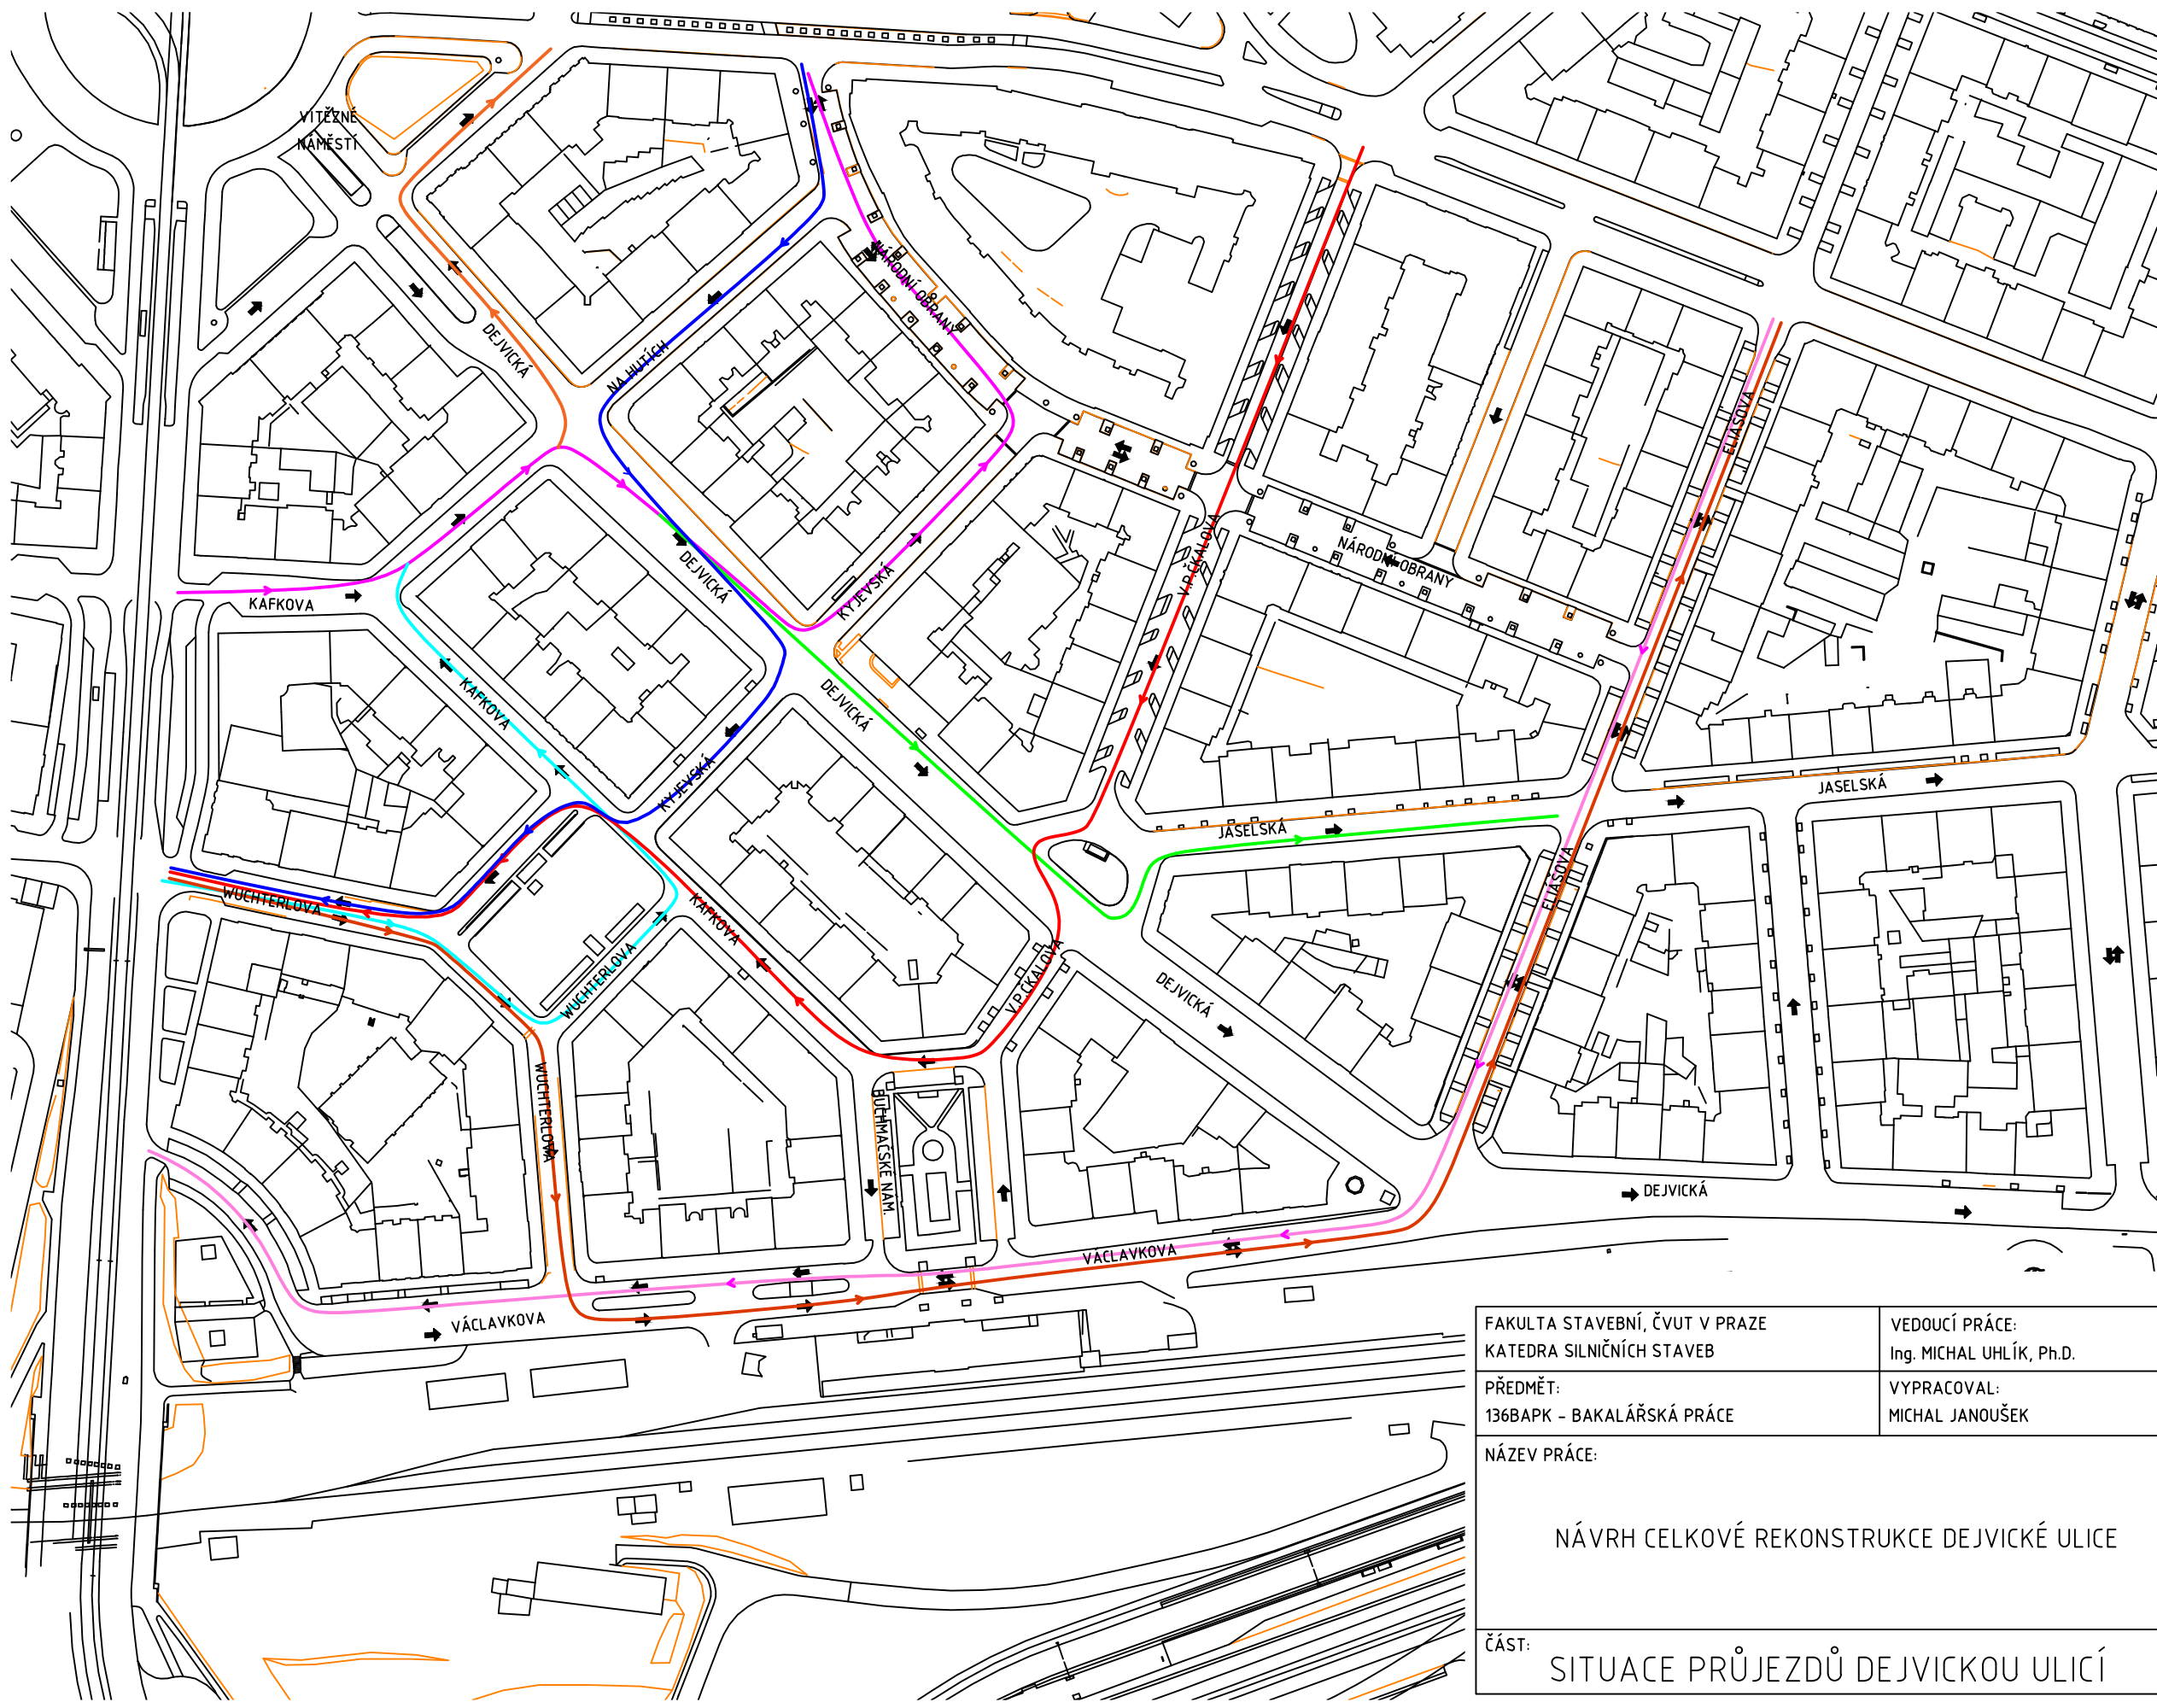 VÍTĚZNÉ
NÁMĚSTÍ
DEJVICKÁ
NA HUTÍCH
NÁRODNÍ OBRANY
ELIÁŠOVA
KAFKOVA
DEJVICKÁ
KYJEVSKÁ
V.P.ČKALOVA
NÁRODNÍ OBRANY
KAFKOVA
DEJVICKÁ
KYJEVSKÁ
JASELSKÁ
JASELSKÁ
WUCHTERLOVA
KAFKOVA
ELIÁŠOVA
WUCHTERLOVA
V.P.ČKALOVA
DEJVICKÁ
WUCHTERLOVA
BUČHMAČSKÉ NÁM.
DEJVICKÁ
VÁCLAVKOVA
VÁCLAVKOVA
FAKULTA STAVEBNÍ, ČVUT V PRAZE
KATEDRA SILNIČNÍCH STAVEB
VEDOUCÍ PRÁCE:
Ing. MICHAL UHLÍK, Ph.D.
PŘEDMĚT:
136BAPK - BAKALÁŘSKÁ PRÁCE
VYPRACOVAL:
MICHAL JANOUŠEK
NÁZEV PRÁCE:
NÁVRH CELKOVÉ REKONSTRUKCE DEJVICKÉ ULICE
ČÁST:
SITUACE PRŮJEZDŮ DEJVICKOU ULICÍ